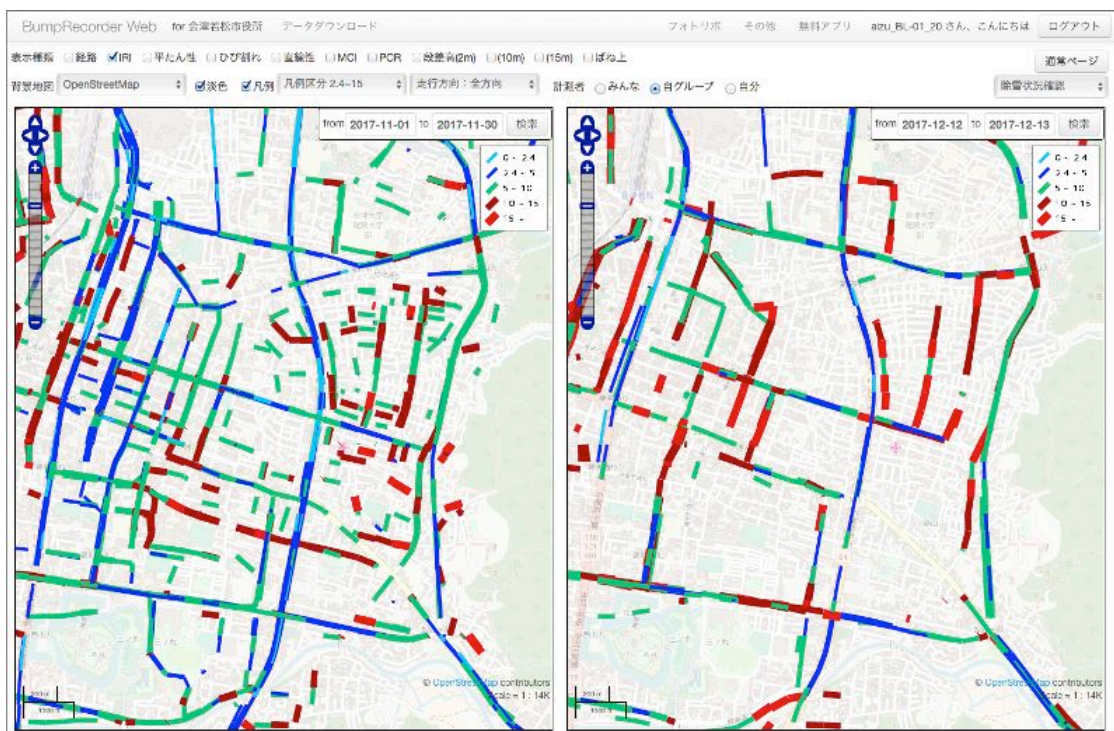 BumpRecorder Web for 会津若松市役所 データダウンロード フォトリポ その他 無料アプリ aizu_BL-01_20 さん、こんにちは ログアウト
表示種類 経路 IRI 平たん性 ひび割れ 直線性 MCI PCR 段差高(2m) (10m) (15m) ばね上 通常ページ
背景地図 OpenStreetMap 淡色 凡例 凡例区分 2.4~15 走行方向:全方向 計測者 みんな 自グループ 自分 除雪状況確認
from 2017-11-01 to 2017-11-30 検索
0 - 2.4
2.4 - 5
5 - 10
10 - 15
15 -
© OpenStreetMap contributors
Scale = 1 : 14K
from 2017-12-12 to 2017-12-13 検索
0 - 2.4
2.4 - 5
5 - 10
10 - 15
15 -
© OpenStreetMap contributors
Scale = 1 : 14K